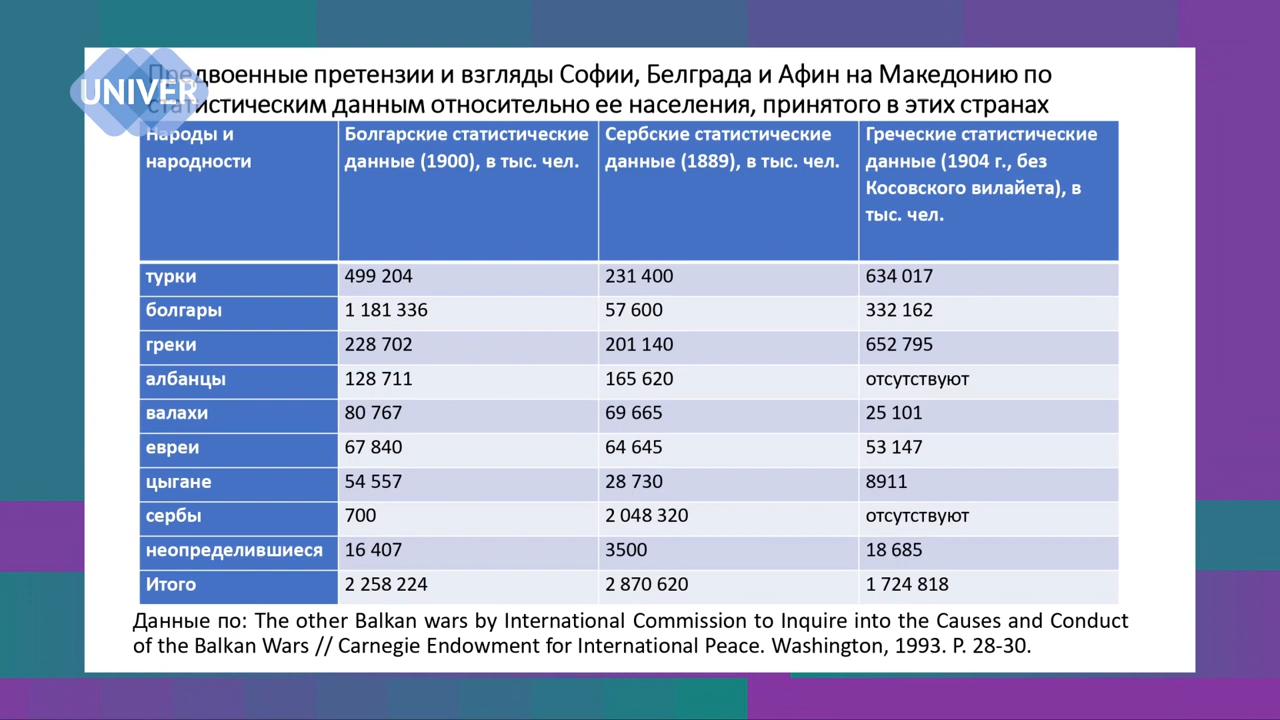 UNIVER
Предвоенные претензии и взгляды Софии, Белграда и Афин на Македонию по
статистическим данным относительно ее населения, принятого в этих странах
Народы и народности
Болгарские статистические данные (1900), в тыс. чел.
Сербские статистические данные (1889), в тыс. чел.
Греческие статистические данные (1904 г., без Косовского вилайета), в тыс. чел.
турки 499 204 231 400 634 017
болгары 1 181 336 57 600 332 162
греки 228 702 201 140 652 795
албанцы 128 711 165 620 отсутствуют
валахи 80 767 69 665 25 101
евреи 67 840 64 645 53 147
цыгане 54 557 28 730 8911
сербы 700 2 048 320 отсутствуют
неопределившиеся 16 407 3500 18 685
Итого 2 258 224 2 870 620 1 724 818
Данные по: The other Balkan wars by International Commission to Inquire into the Causes and Conduct
of the Balkan Wars // Carnegie Endowment for International Peace. Washington, 1993. P. 28-30.